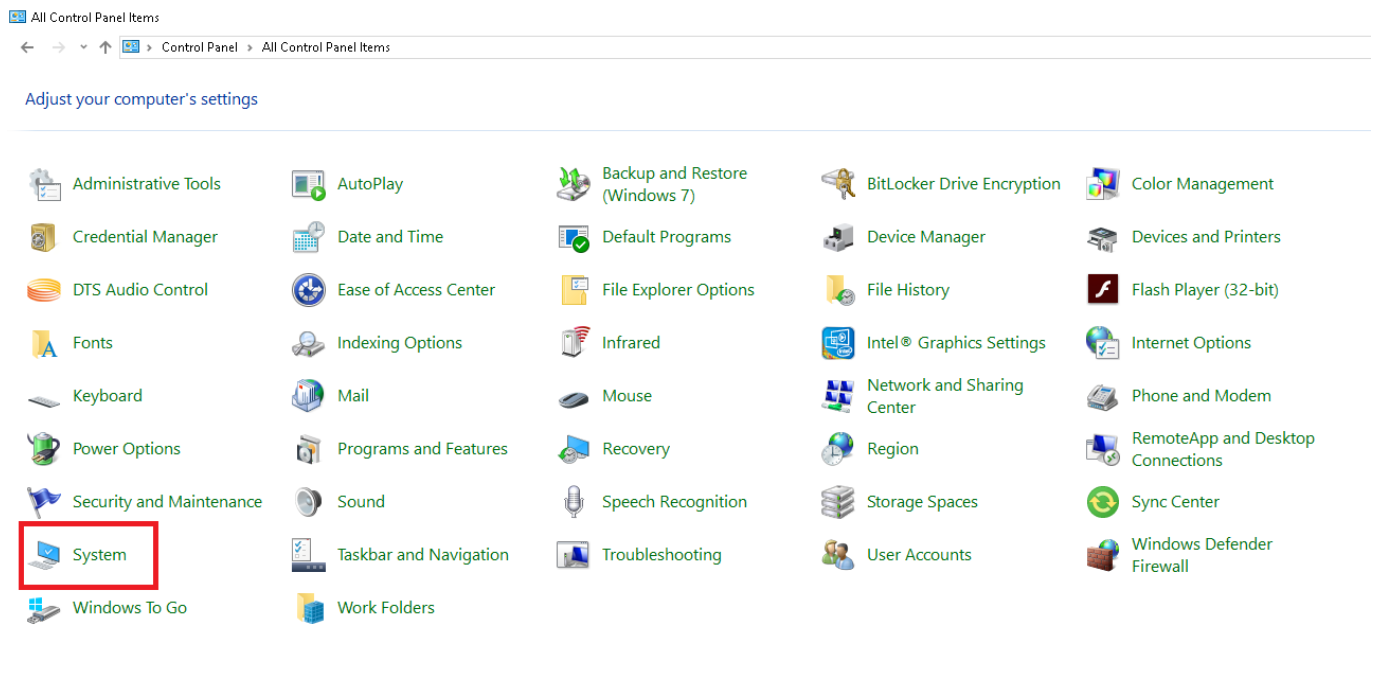 All Control Panel Items
Control Panel > All Control Panel Items
Adjust your computer's settings
Administrative Tools
AutoPlay
Backup and Restore
(Windows 7)
BitLocker Drive Encryption
Color Management
Credential Manager
Date and Time
Default Programs
Device Manager
Devices and Printers
DTS Audio Control
Ease of Access Center
File Explorer Options
File History
Flash Player (32-bit)
Fonts
Indexing Options
Infrared
Intel® Graphics Settings
Internet Options
Keyboard
Mail
Mouse
Network and Sharing
Center
Phone and Modem
Power Options
Programs and Features
Recovery
Region
RemoteApp and Desktop
Connections
Security and Maintenance
Sound
Speech Recognition
Storage Spaces
Sync Center
System
Taskbar and Navigation
Troubleshooting
User Accounts
Windows Defender
Firewall
Windows To Go
Work Folders